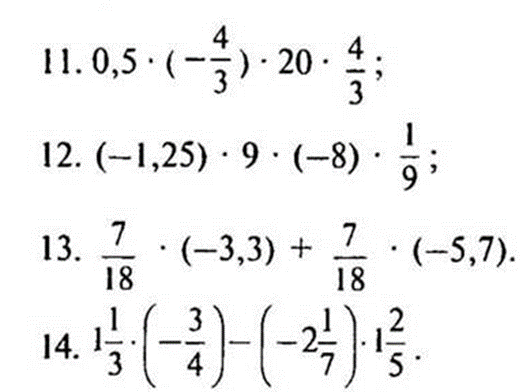 11. 0,5 · (−4/3) · 20 · 4/3;
12. (−1,25) · 9 · (−8) · 1/9;
13. 7/18 · (−3,3) + 7/18 · (−5,7).
14. 1 1/3 · (−3/4) − (−2 1/7) · 1 2/5.